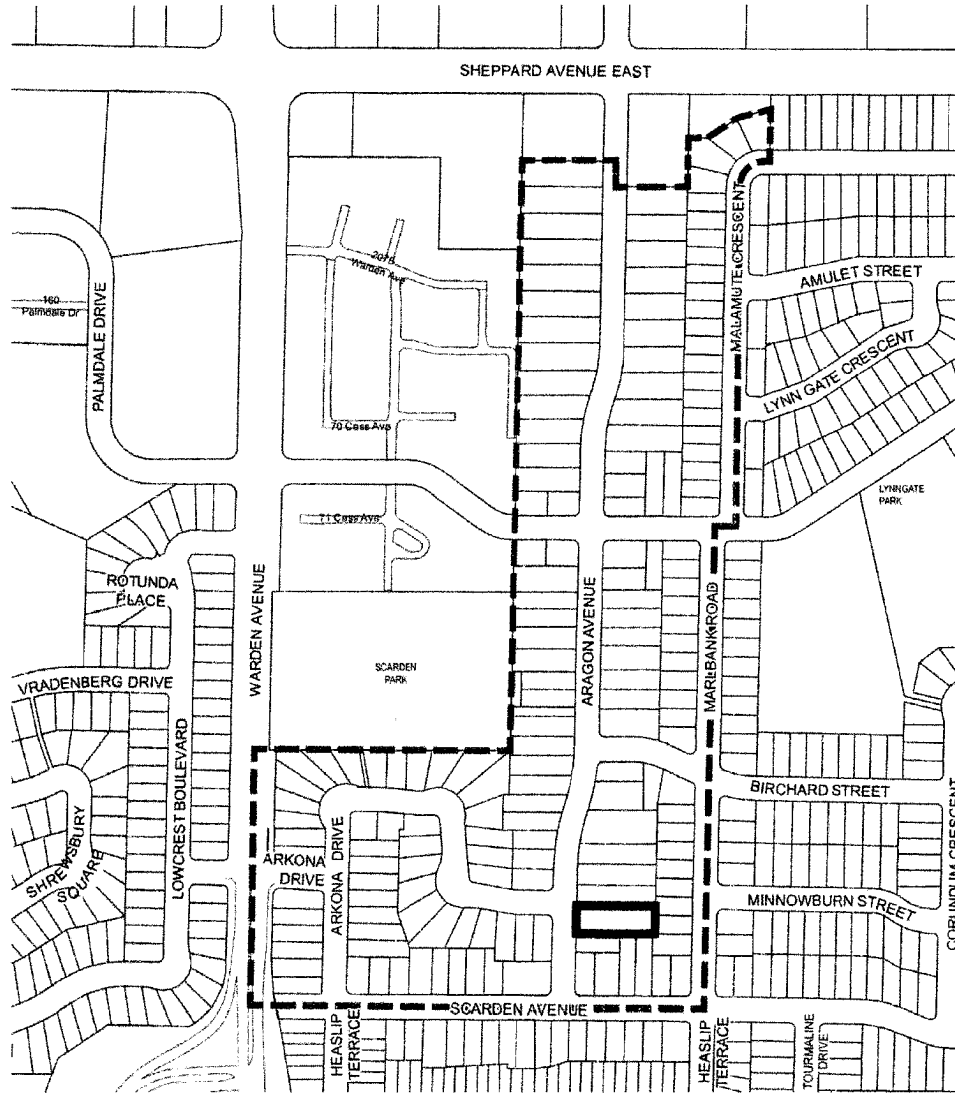 SHEPPARD AVENUE EAST
MALAMUTE CRESCENT
AMULET STREET
LYNN GATE CRESCENT
LYNNGATE
PARK
2075
Warden Ave
160
Palmdale Dr
PALMDALE DRIVE
70 Cass Ave
71 Cass Ave
ROTUNDA
PLACE
WARDEN AVENUE
ARAGON AVENUE
MARLBANK ROAD
SCARDEN
PARK
VRADENBERG DRIVE
LOWCREST BOULEVARD
SHREWSBURY
SQUARE
ARKONA
DRIVE
ARKONA DRIVE
BIRCHARD STREET
MINNOWBURN STREET
CORUNDUM CRESCENT
SCARDEN AVENUE
HEASLIP
TERRACE
HEASLIP
TERRACE
TOURMALINE
DRIVE